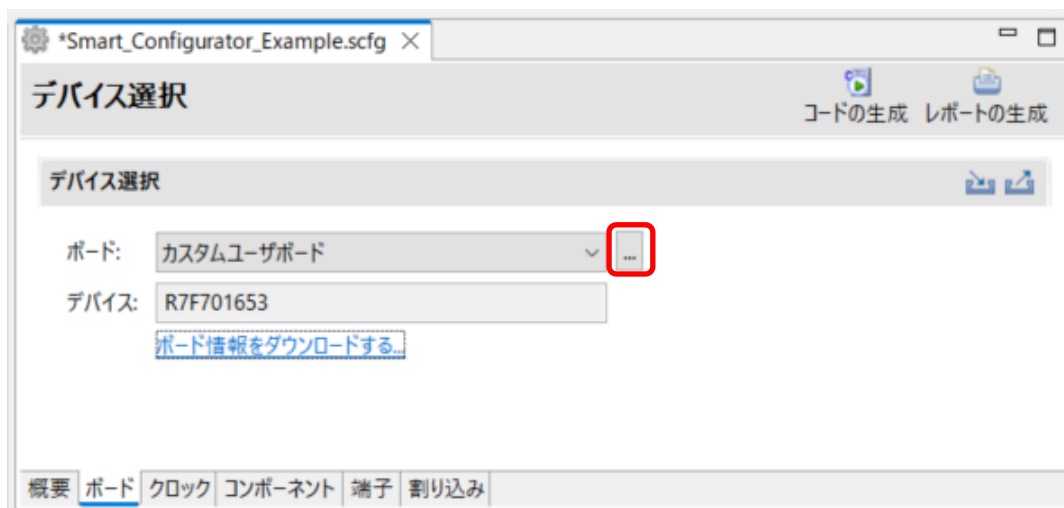 *Smart_Configurator_Example.scfg
デバイス選択
コードの生成 レポートの生成
デバイス選択
ボード: カスタムユーザボード ...
デバイス: R7F701653
ボード情報をダウンロードする...
概要 ボード クロック コンポーネント 端子 割り込み